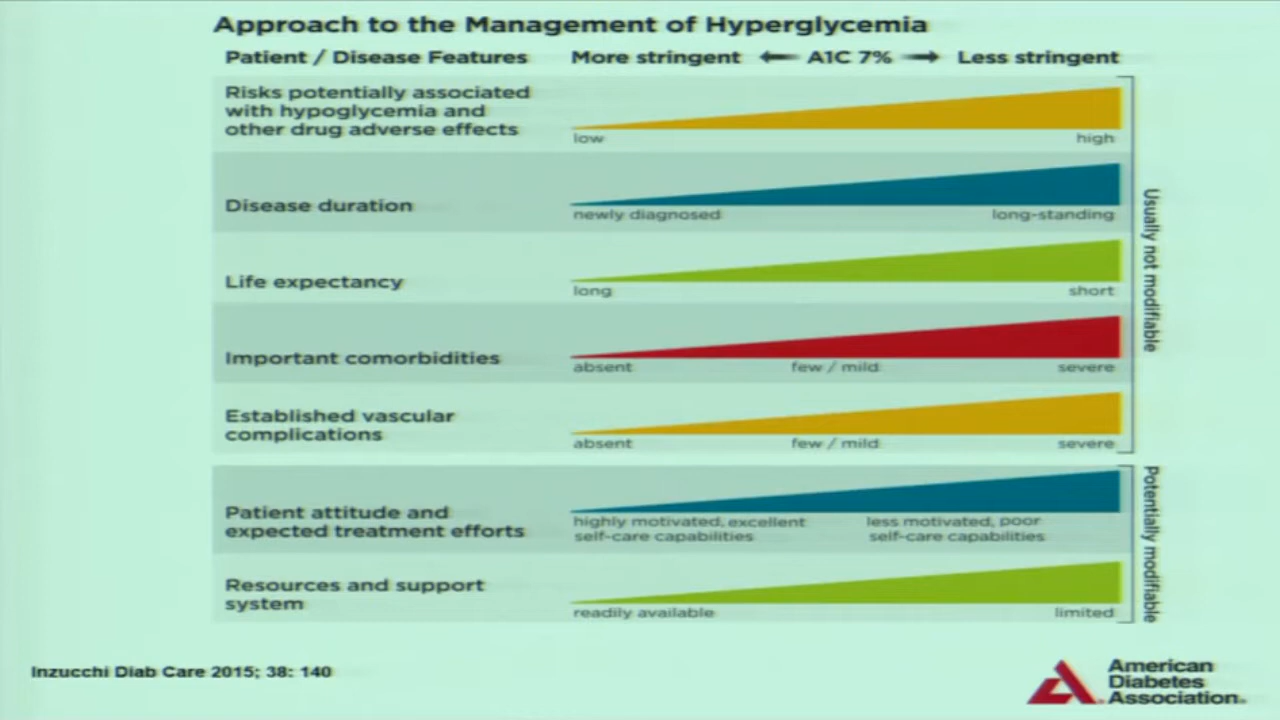 Approach to the Management of Hyperglycemia
Patient / Disease Features More stringent ← A1C 7% → Less stringent
Risks potentially associated
with hypoglycemia and
other drug adverse effects
low high
Disease duration
newly diagnosed long-standing
Life expectancy
long short
Important comorbidities
absent few / mild severe
Established vascular
complications
absent few / mild severe
Usually not modifiable
Patient attitude and
expected treatment efforts
highly motivated, excellent
self-care capabilities
less motivated, poor
self-care capabilities
Resources and support
system
readily available limited
Potentially modifiable
Inzucchi Diab Care 2015; 38: 140
American
Diabetes
Association.